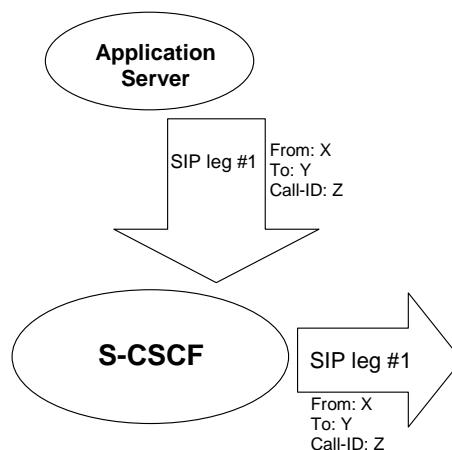 Application
Server
SIP leg #1
From: X
To: Y
Call-ID: Z
S-CSCF
SIP leg #1
From: X
To: Y
Call-ID: Z